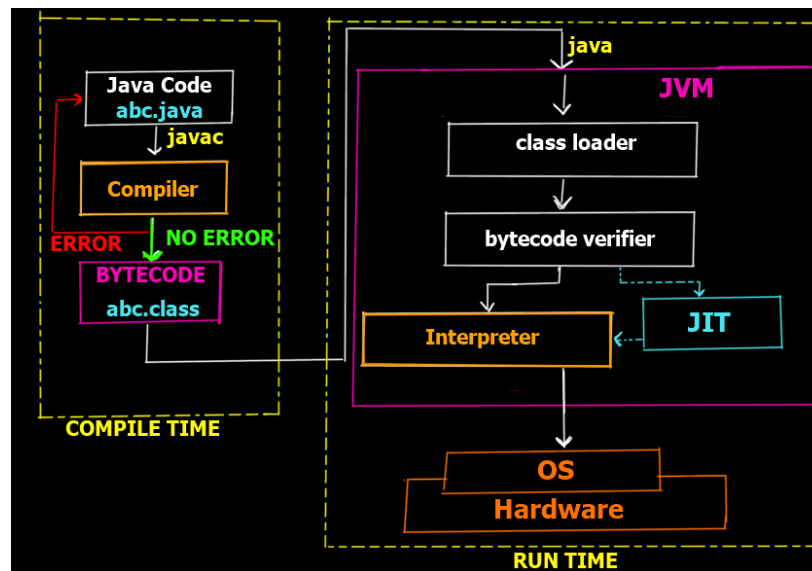 Java Code
abc.java
javac
Compiler
ERROR
NO ERROR
BYTECODE
abc.class
COMPILE TIME
java
JVM
class loader
bytecode verifier
Interpreter
JIT
OS
Hardware
RUN TIME